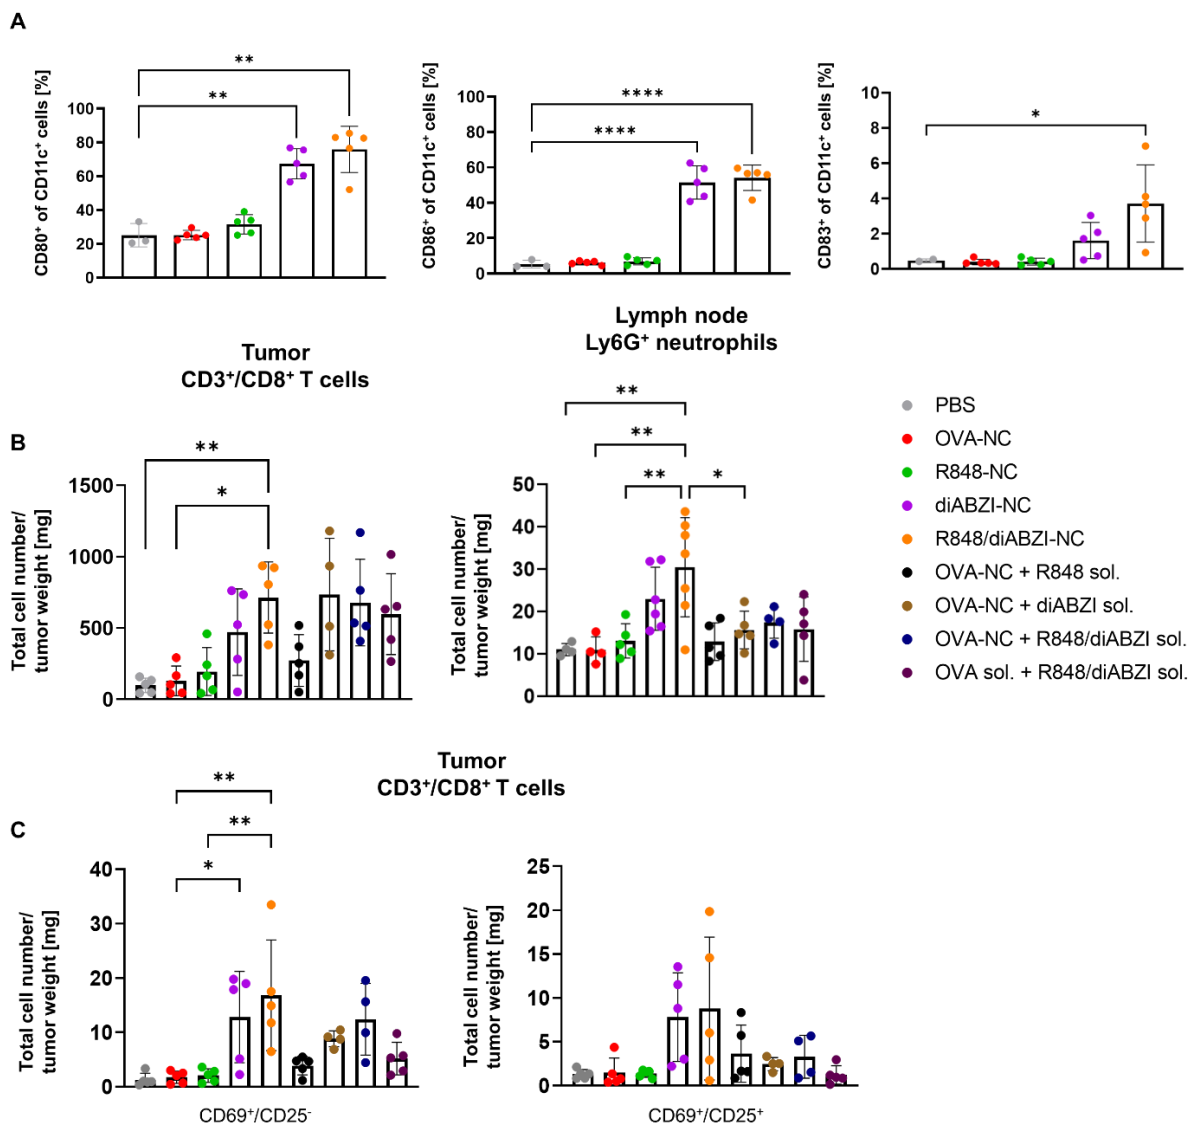 A
CD80⁺ of CD11c⁺ cells [%]
100
80
60
40
20
0
**
**
CD86⁺ of CD11c⁺ cells [%]
100
80
60
40
20
0
****
****
CD83⁺ of CD11c⁺ cells [%]
10
8
6
4
2
0
*
B
Tumor
CD3⁺/CD8⁺ T cells
Total cell number/
tumor weight [mg]
1500
1000
500
0
**
*
Lymph node
Ly6G⁺ neutrophils
Total cell number/
tumor weight [mg]
50
40
30
20
10
0
**
**
**
*
PBS
OVA-NC
R848-NC
diABZI-NC
R848/diABZI-NC
OVA-NC + R848 sol.
OVA-NC + diABZI sol.
OVA-NC + R848/diABZI sol.
OVA sol. + R848/diABZI sol.
C
Tumor
CD3⁺/CD8⁺ T cells
Total cell number/
tumor weight [mg]
40
30
20
10
0
**
**
*
CD69⁺/CD25⁻
Total cell number/
tumor weight [mg]
25
20
15
10
5
0
CD69⁺/CD25⁺